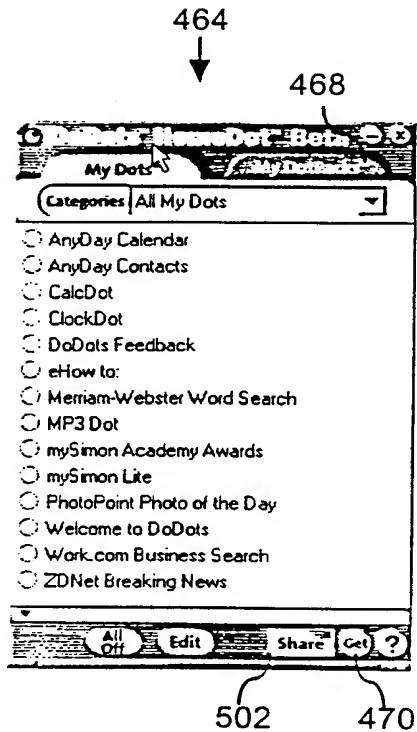 464
468
DoDots HomeDot Beta
My Dots
Categories All My Dots
AnyDay Calendar
AnyDay Contacts
CalcDot
ClockDot
DoDots Feedback
eHow to:
Merriam-Webster Word Search
MP3 Dot
mySimon Academy Awards
mySimon Lite
PhotoPoint Photo of the Day
Welcome to DoDots
Work.com Business Search
ZDNet Breaking News
All Off Edit Share Get ?
502 470